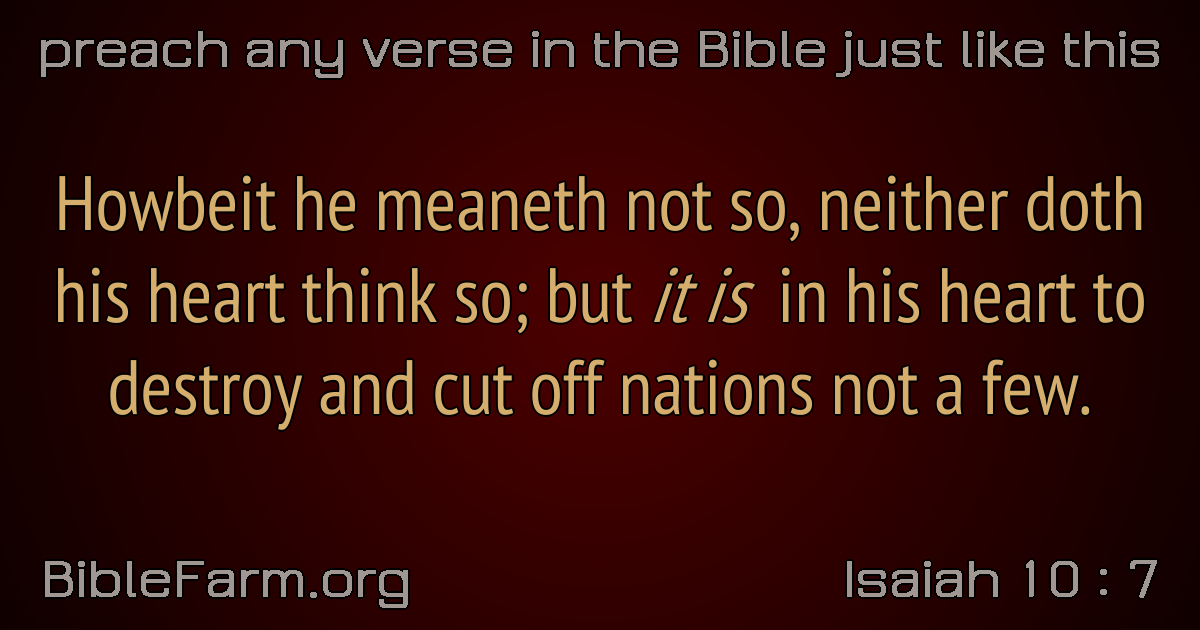 preach any verse in the Bible just like this
Howbeit he meaneth not so, neither doth
his heart think so; but it is in his heart to
destroy and cut off nations not a few.
BibleFarm.org
Isaiah 10 : 7